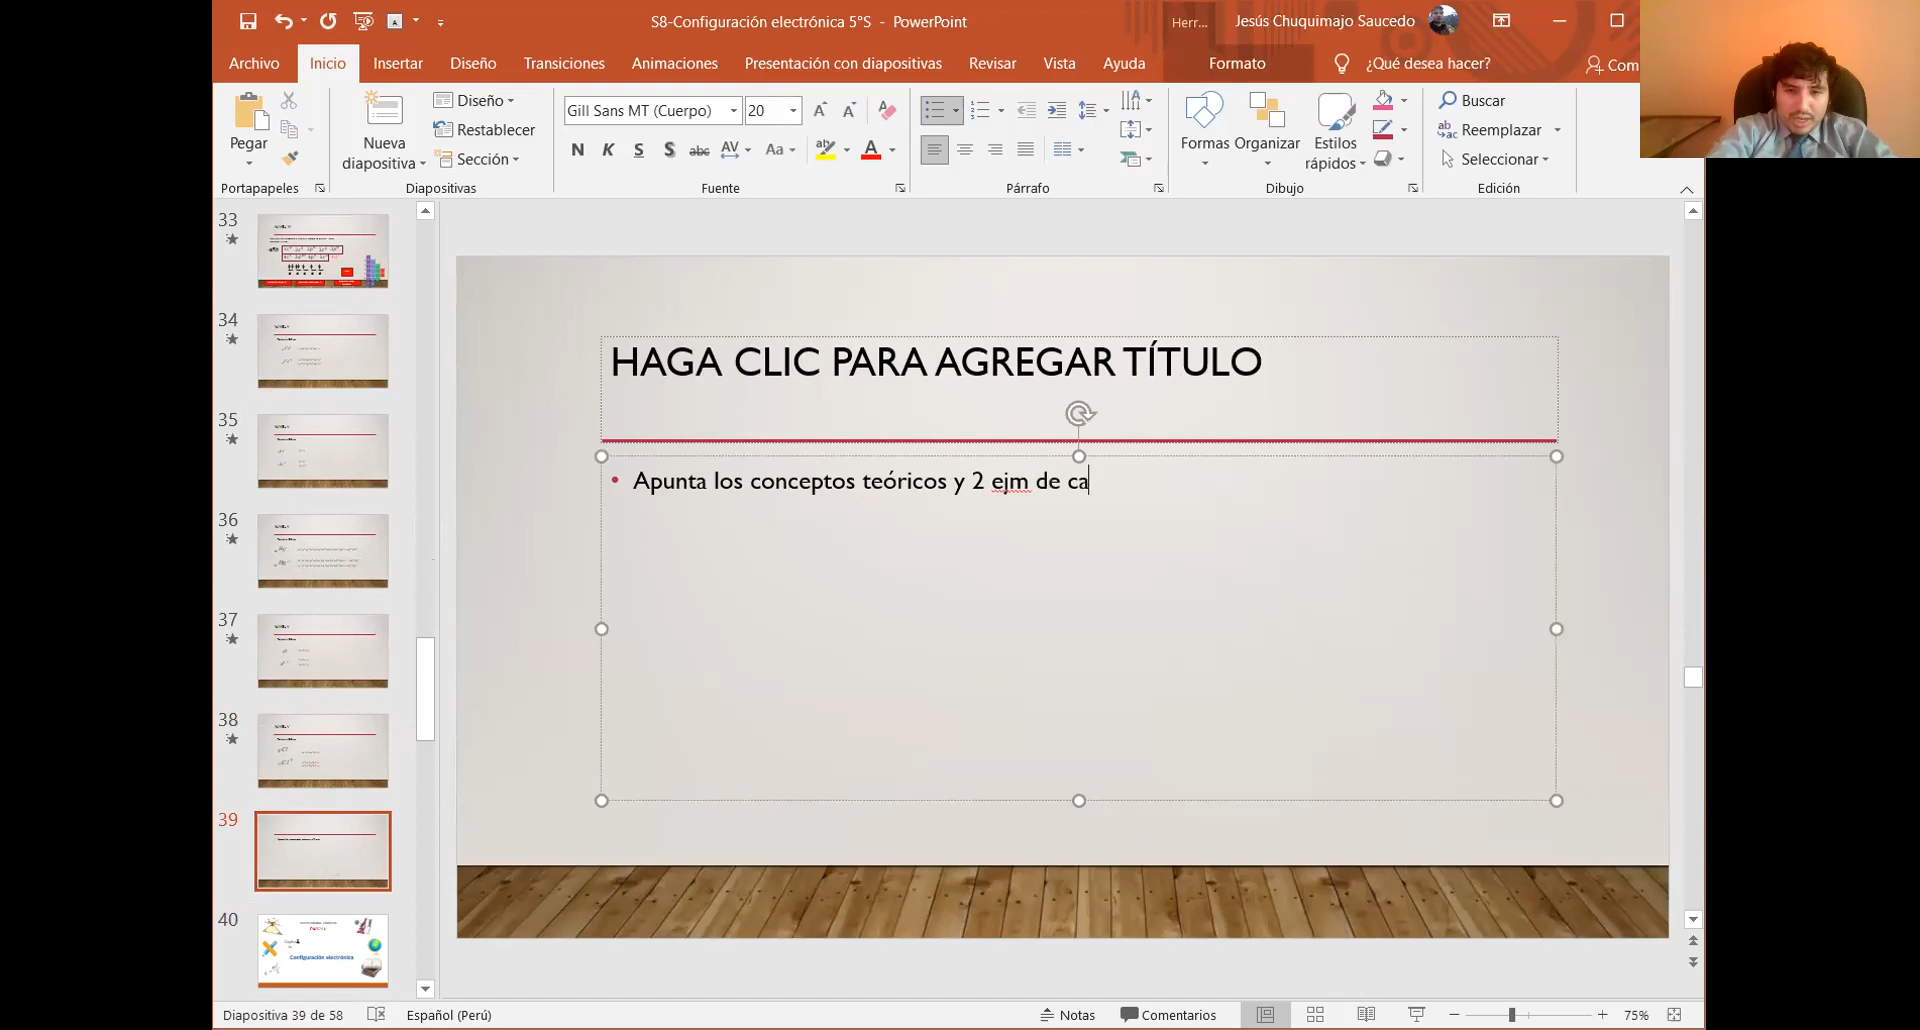 S8-Configuración electrónica 5°S - PowerPoint
Herr...
Jesús Chuquimajo Saucedo
Archivo
Inicio
Insertar
Diseño
Transiciones
Animaciones
Presentación con diapositivas
Revisar
Vista
Ayuda
Formato
¿Qué desea hacer?
Com
Pegar
Nueva
diapositiva
Diseño
Restablecer
Sección
Gill Sans MT (Cuerpo)
20
N K S S abc AV Aa A
Formas
Organizar
Estilos
rápidos
Buscar
Reemplazar
Seleccionar
Portapapeles
Diapositivas
Fuente
Párrafo
Dibujo
Edición
33
34
35
36
37
38
39
40
Configuración electrónica
HAGA CLIC PARA AGREGAR TÍTULO
• Apunta los conceptos teóricos y 2 ejm de ca
Diapositiva 39 de 58
Español (Perú)
Notas
Comentarios
75%